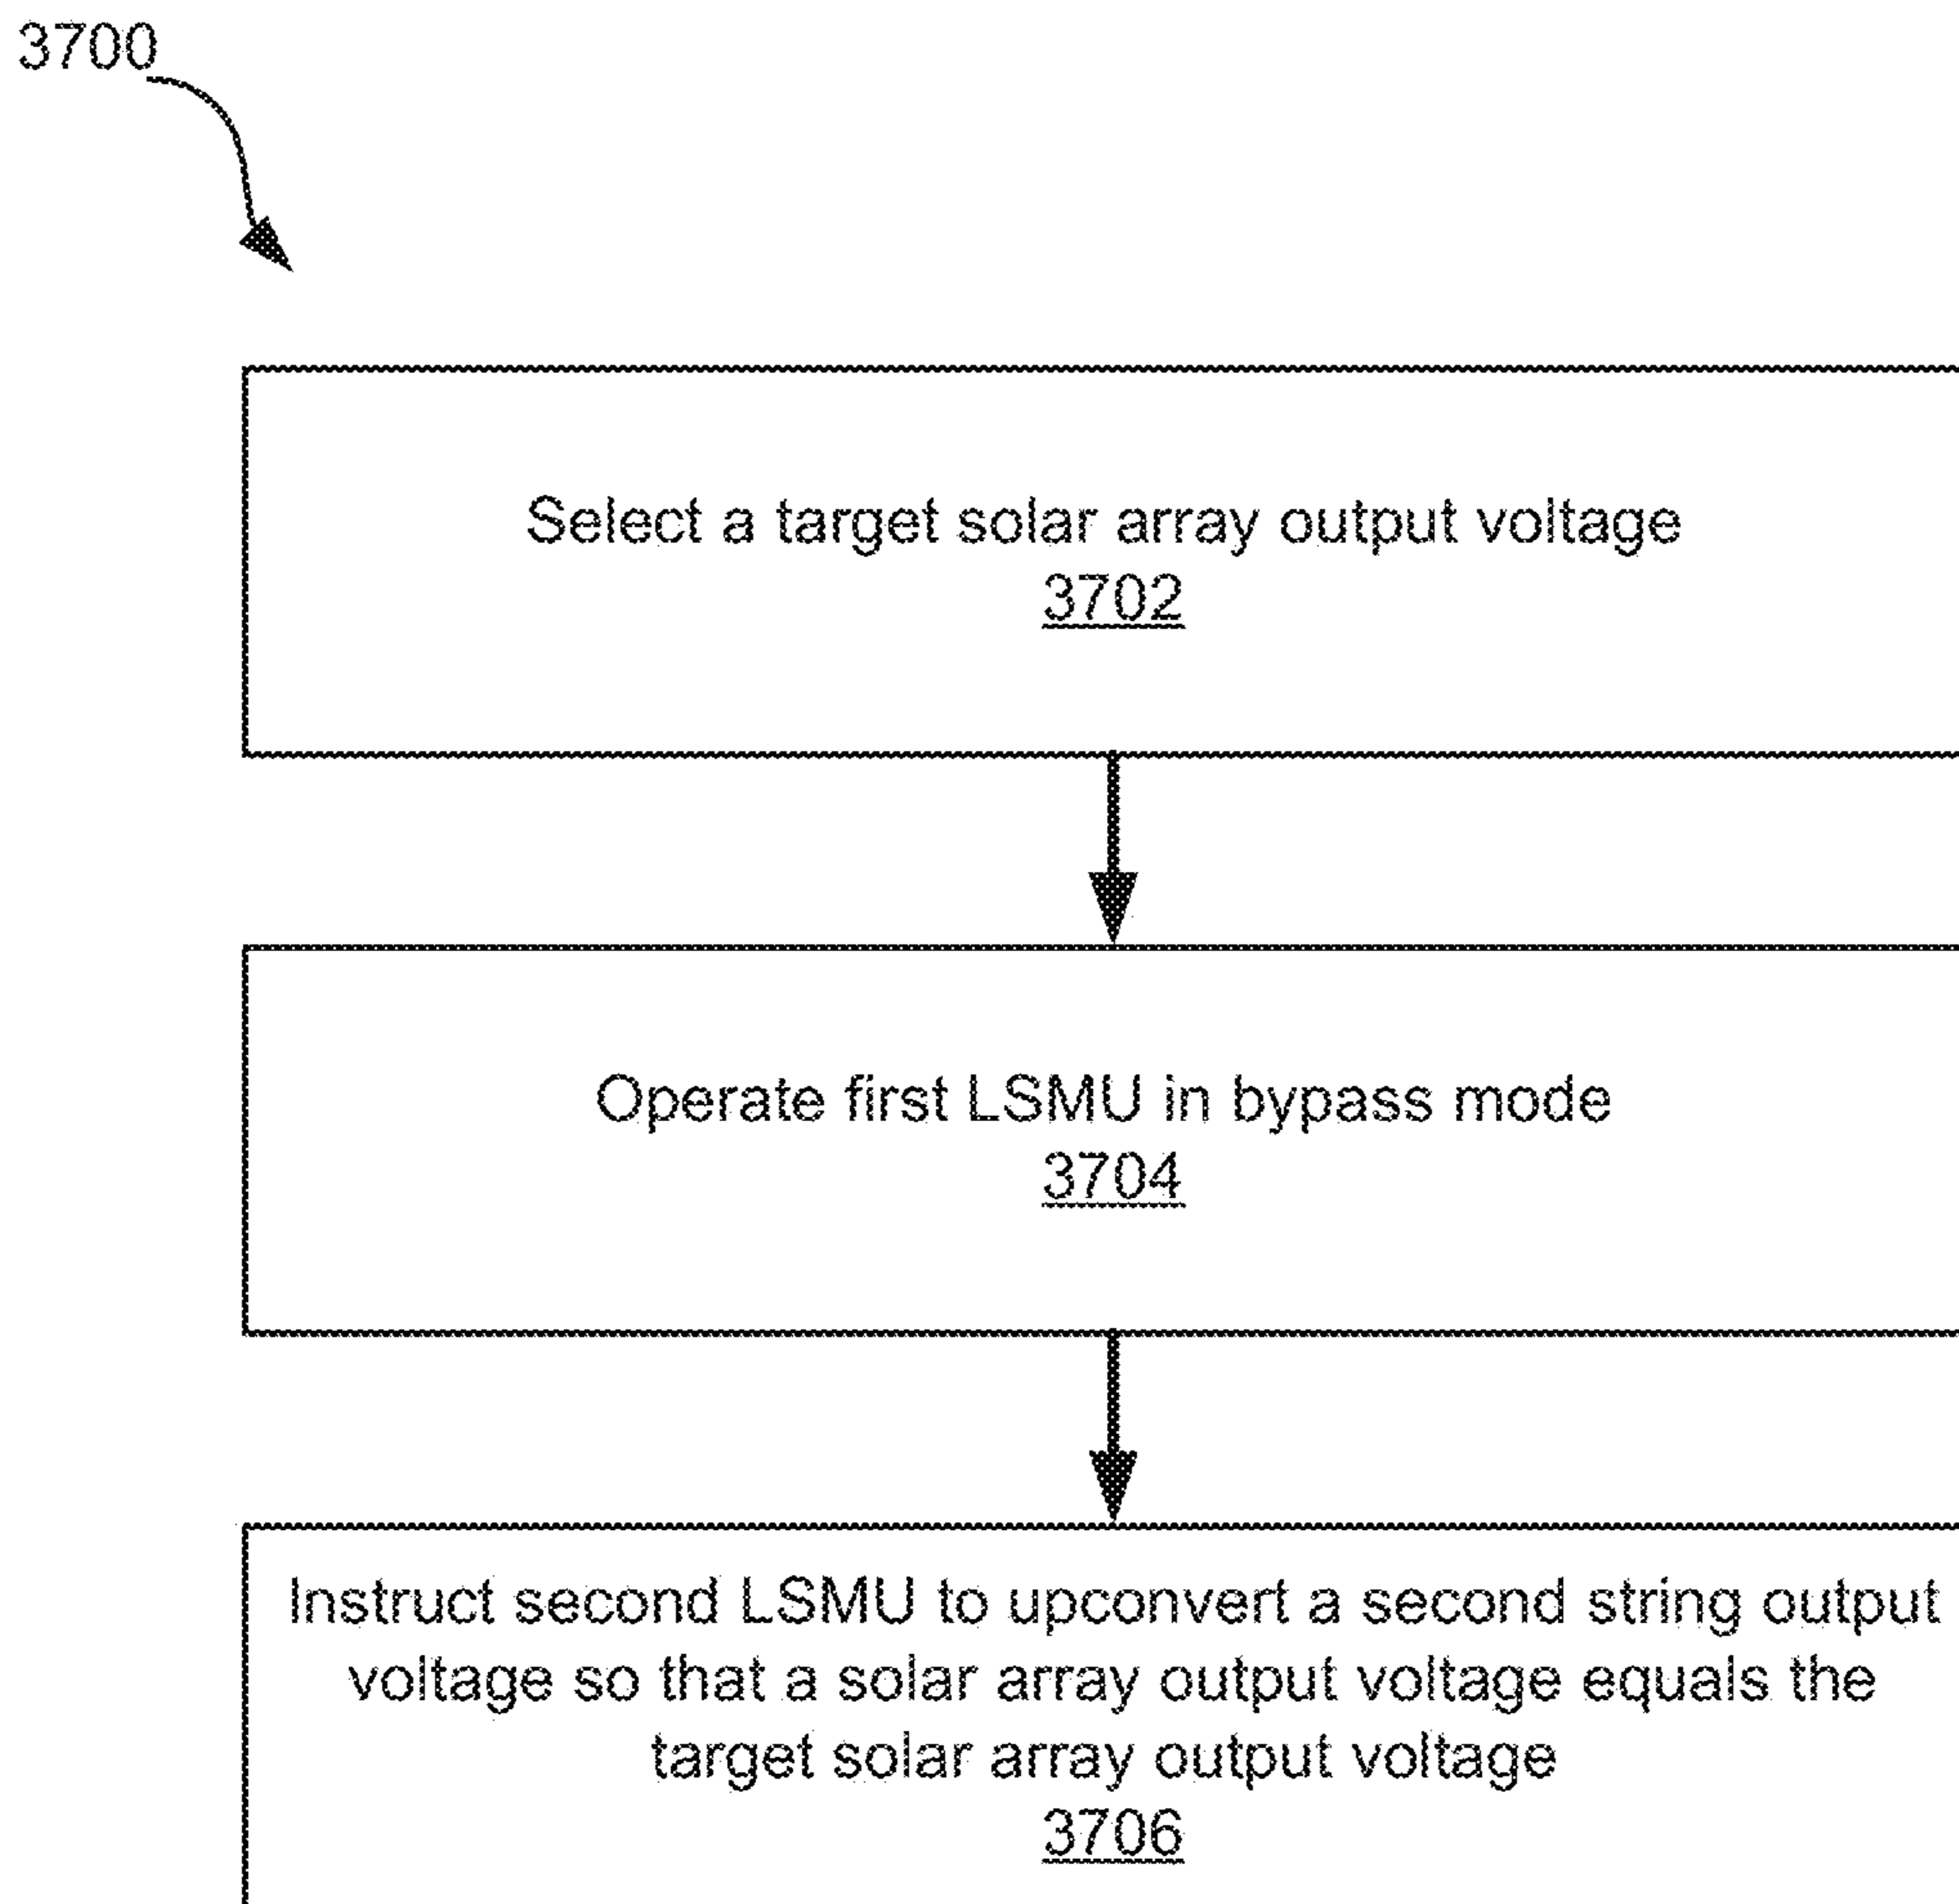 3700
Select a target solar array output voltage
3702
Operate first LSMU in bypass mode
3704
Instruct second LSMU to upconvert a second string output
voltage so that a solar array output voltage equals the
target solar array output voltage
3706